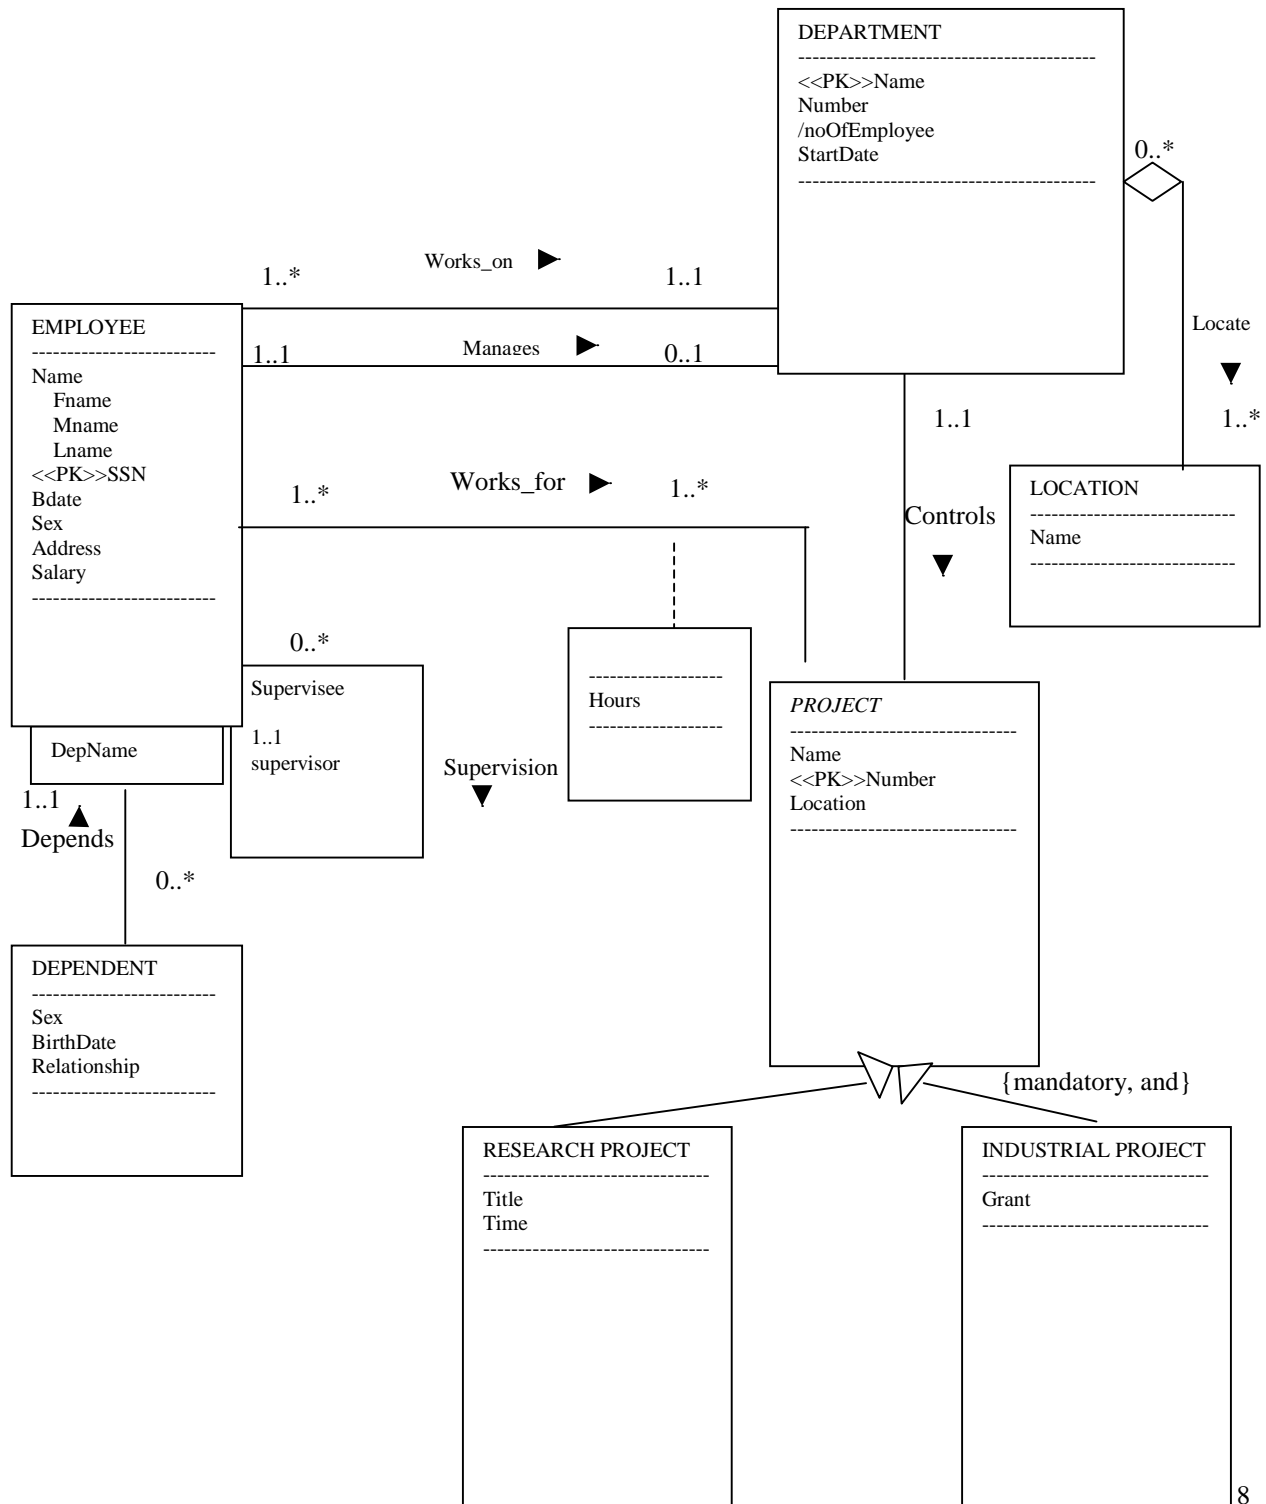 DEPARTMENT
------------------------------------------
<<PK>>Name
Number
/noOfEmployee
StartDate
------------------------------------------
0..*
Works_on
1..*
1..1
EMPLOYEE
--------------------------
Name
Fname
Mname
Lname
<<PK>>SSN
Bdate
Sex
Address
Salary
--------------------------
1..1
Manages
0..1
Locate
1..1
1..*
Works_for
1..*
1..*
LOCATION
-----------------------------
Name
-----------------------------
Controls
0..*
Supervisee
1..1
supervisor
-------------------
Hours
-------------------
PROJECT
--------------------------------
Name
<<PK>>Number
Location
--------------------------------
DepName
Supervision
1..1
Depends
0..*
DEPENDENT
--------------------------
Sex
BirthDate
Relationship
--------------------------
{mandatory, and}
RESEARCH PROJECT
--------------------------------
Title
Time
--------------------------------
INDUSTRIAL PROJECT
--------------------------------
Grant
--------------------------------
8